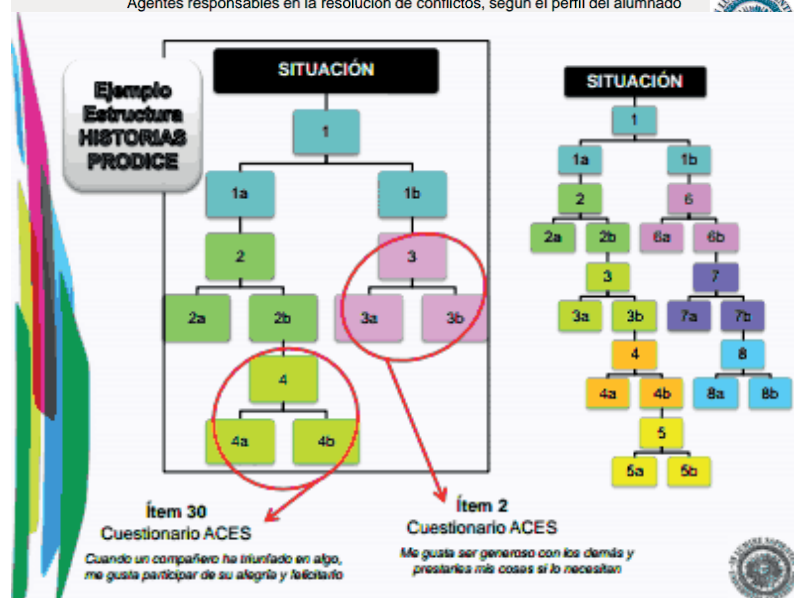 Agentes responsables en la resolución de conflictos, según el perfil del alumnado
Ejemplo
Estructura
HISTORIAS
PRODICE
SITUACIÓN
1
1a 1b
2 3
2a 2b 3a 3b
4
4a 4b
Ítem 30
Cuestionario ACES
Cuando un compañero ha triunfado en algo,
me gusta participar de su alegría y felicitarlo
Ítem 2
Cuestionario ACES
Me gusta ser generoso con los demás y
prestarles mis cosas si lo necesitan
SITUACIÓN
1
1a 1b
2 6
2a 2b 6a 6b
3 7
3a 3b 7a 7b
4 8
4a 4b 8a 8b
5
5a 5b